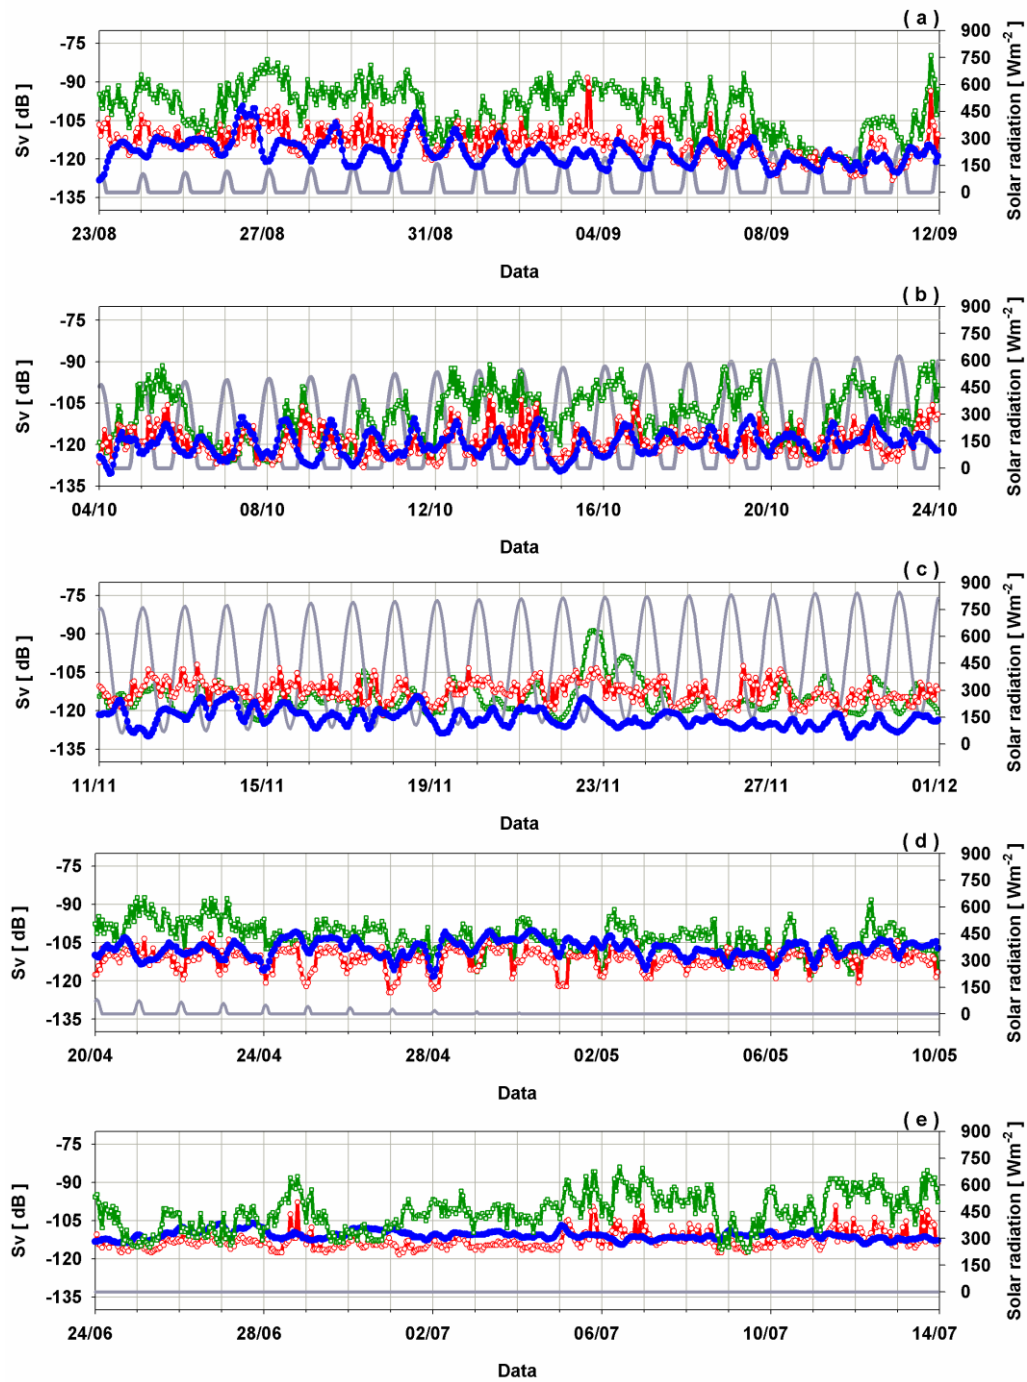 ( a )
-75
-90
-105
-120
-135
Sv [ dB ]
900
750
600
450
300
150
0
Solar radiation [ Wm-2 ]
23/08 27/08 31/08 04/09 08/09 12/09
Data
( b )
-75
-90
-105
-120
-135
Sv [ dB ]
900
750
600
450
300
150
0
Solar radiation [ Wm-2 ]
04/10 08/10 12/10 16/10 20/10 24/10
Data
( c )
-75
-90
-105
-120
-135
Sv [ dB ]
900
750
600
450
300
150
0
Solar radiation [ Wm-2 ]
11/11 15/11 19/11 23/11 27/11 01/12
Data
( d )
-75
-90
-105
-120
-135
Sv [ dB ]
900
750
600
450
300
150
0
Solar radiation [ Wm-2 ]
20/04 24/04 28/04 02/05 06/05 10/05
Data
( e )
-75
-90
-105
-120
-135
Sv [ dB ]
900
750
600
450
300
150
0
Solar radiation [ Wm-2 ]
24/06 28/06 02/07 06/07 10/07 14/07
Data